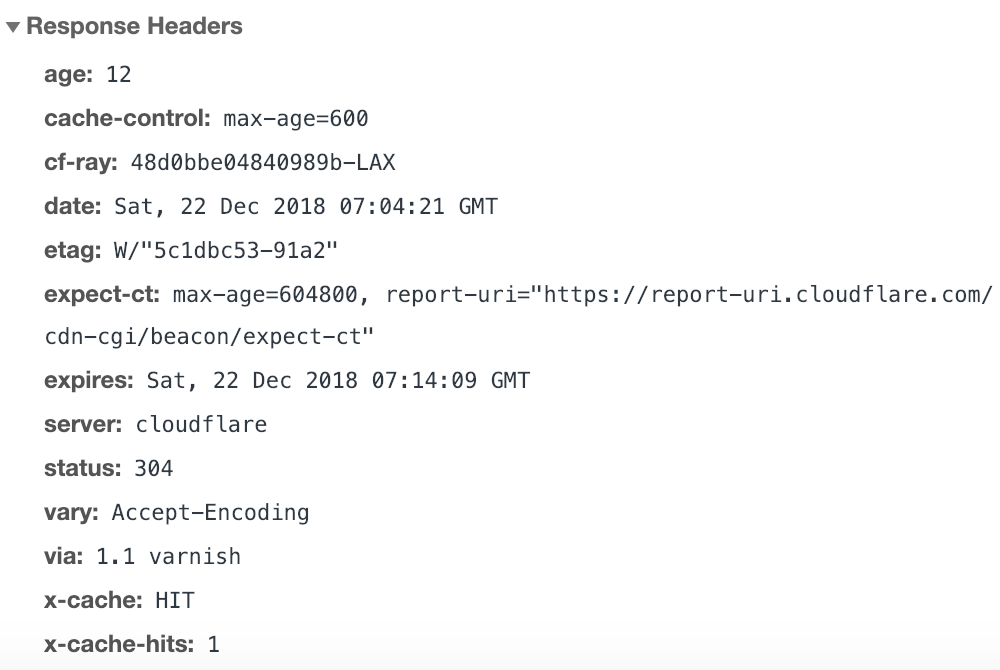 Response Headers
age: 12
cache-control: max-age=600
cf-ray: 48d0bbe04840989b-LAX
date: Sat, 22 Dec 2018 07:04:21 GMT
etag: W/"5c1dbc53-91a2"
expect-ct: max-age=604800, report-uri="https://report-uri.cloudflare.com/
cdn-cgi/beacon/expect-ct"
expires: Sat, 22 Dec 2018 07:14:09 GMT
server: cloudflare
status: 304
vary: Accept-Encoding
via: 1.1 varnish
x-cache: HIT
x-cache-hits: 1